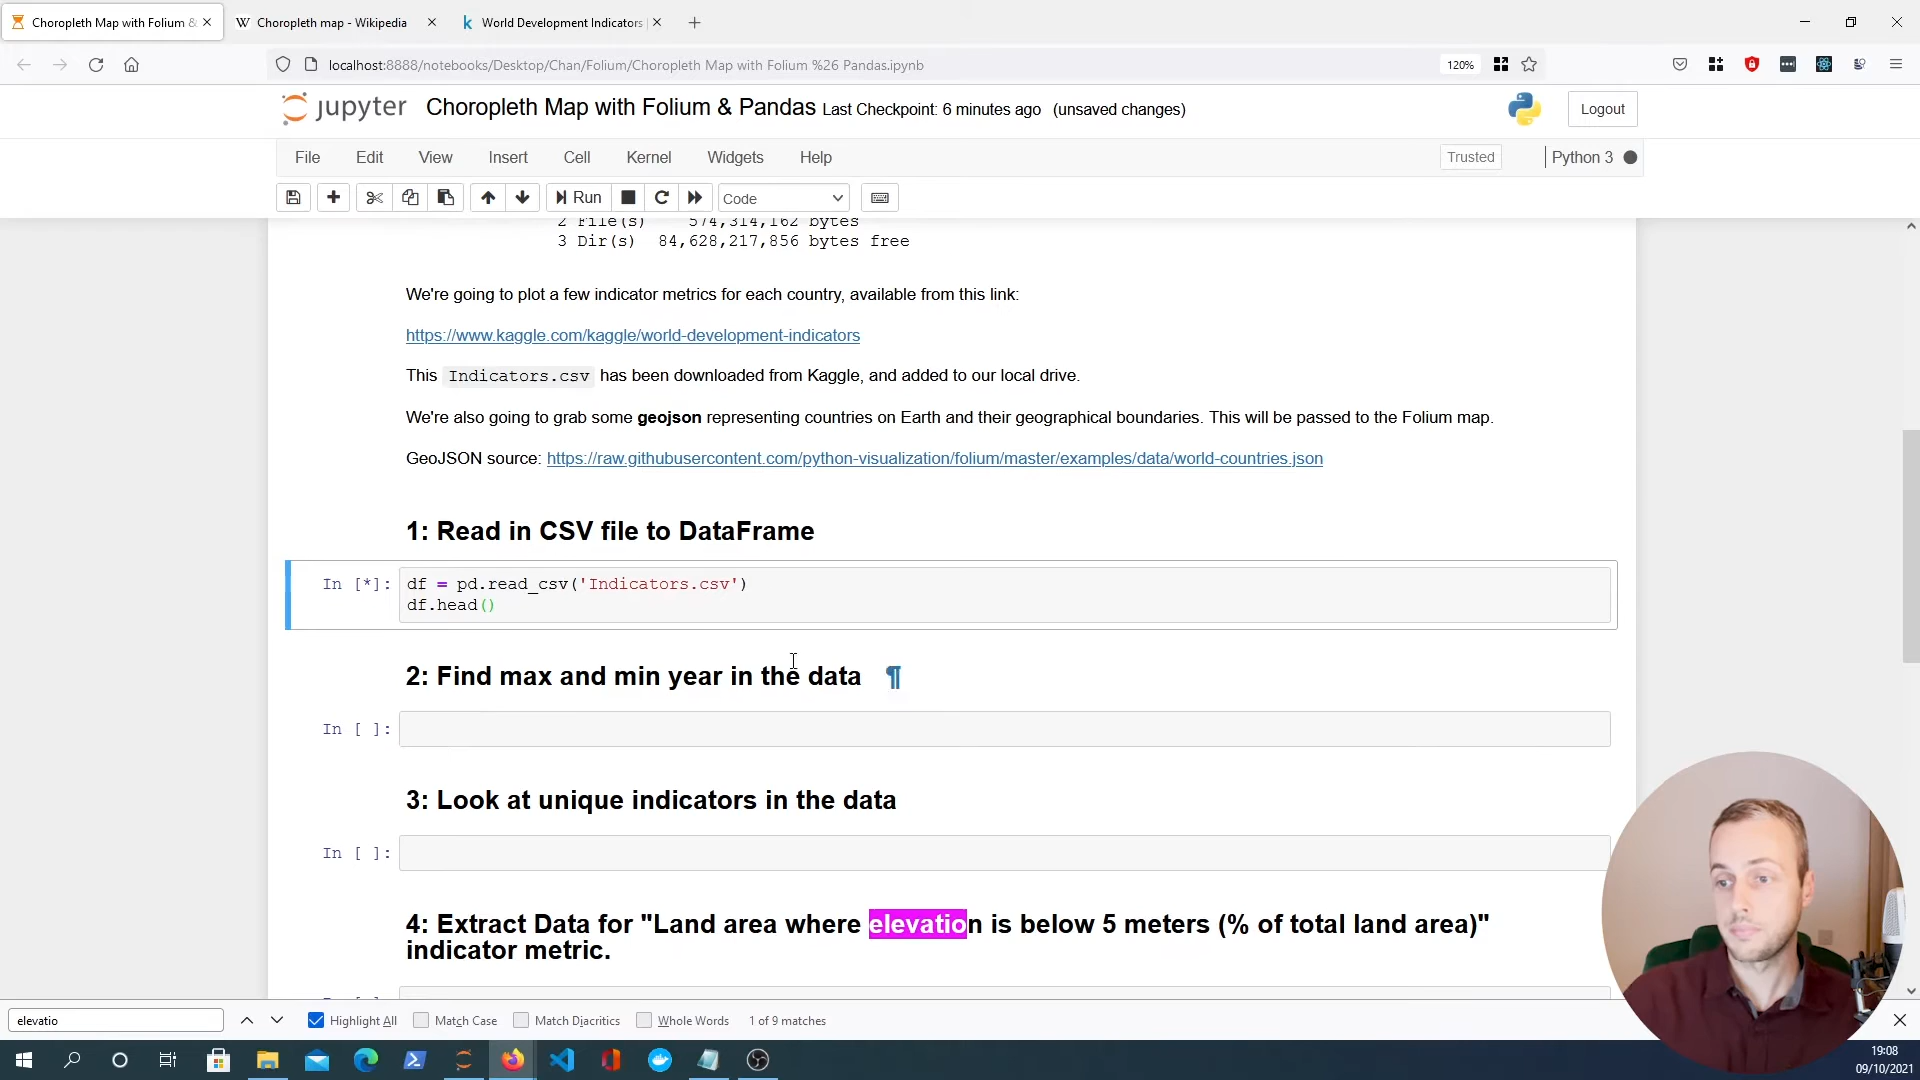 Choropleth Map with Folium &
Choropleth map - Wikipedia
World Development Indicators
localhost:8888/notebooks/Desktop/Chan/Folium/Choropleth Map with Folium %26 Pandas.ipynb
120%
jupyter
Choropleth Map with Folium & Pandas Last Checkpoint: 6 minutes ago (unsaved changes)
Logout
File Edit View Insert Cell Kernel Widgets Help
Trusted
Python 3
Run
Code
2 File(s) 574,314,162 bytes
3 Dir(s) 84,628,217,856 bytes free
We're going to plot a few indicator metrics for each country, available from this link:
https://www.kaggle.com/kaggle/world-development-indicators
This Indicators.csv has been downloaded from Kaggle, and added to our local drive.
We're also going to grab some geojson representing countries on Earth and their geographical boundaries. This will be passed to the Folium map.
GeoJSON source: https://raw.githubusercontent.com/python-visualization/folium/master/examples/data/world-countries.json
1: Read in CSV file to DataFrame
In [*]: df = pd.read_csv('Indicators.csv')
df.head()
2: Find max and min year in the data ¶
In [ ]:
3: Look at unique indicators in the data
In [ ]:
4: Extract Data for "Land area where elevation is below 5 meters (% of total land area)"
indicator metric.
elevatio
Highlight All
Match Case
Match Diacritics
Whole Words
1 of 9 matches
19:08
09/10/2021